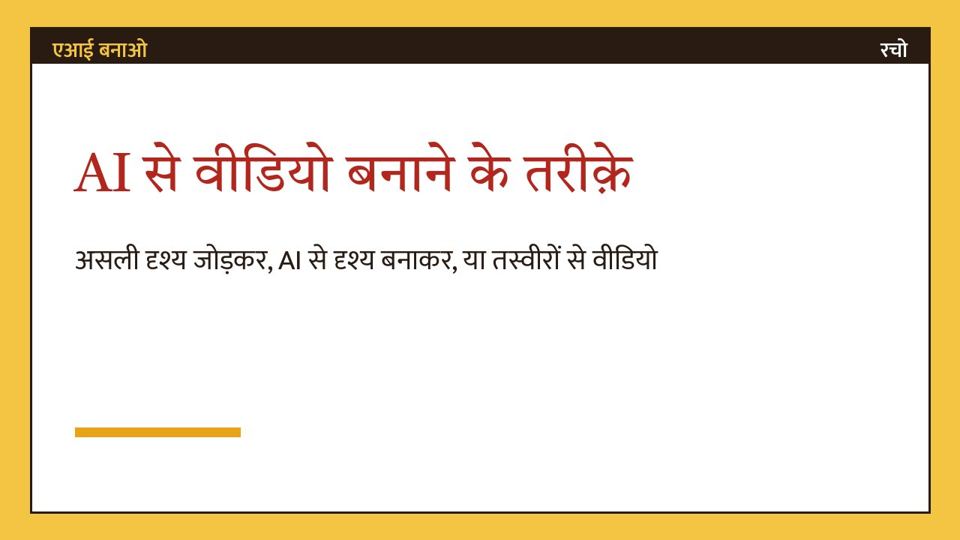 एआई बनाओ
रचो
AI से वीडियो बनाने के तरीक़े
असली दृश्य जोड़कर, AI से दृश्य बनाकर, या तस्वीरों से वीडियो